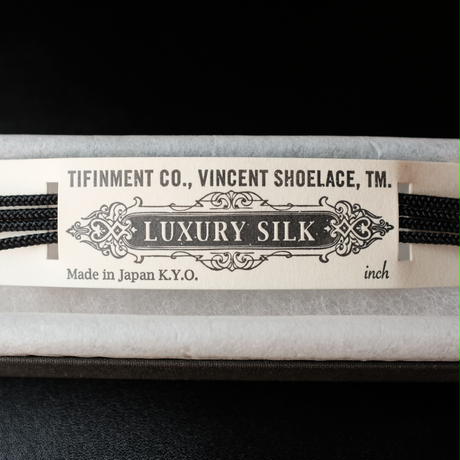 TIFINMENT CO., VINCENT SHOELACE, TM.
LUXURY SILK
Made in Japan K.Y.O.
inch